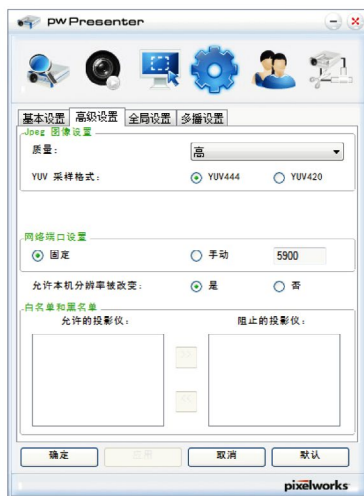 pwPresenter
基本设置 高级设置 全局设置 多播设置
Jpeg 图像设置
质量: 高
YUV 采样格式: YUV444 YUV420
网络端口设置
固定 手动 5900
允许本机分辨率被改变: 是 否
白名单和黑名单
允许的投影仪: 阻止的投影仪:
>>
<<
确定 应用 取消 默认
pixelworks